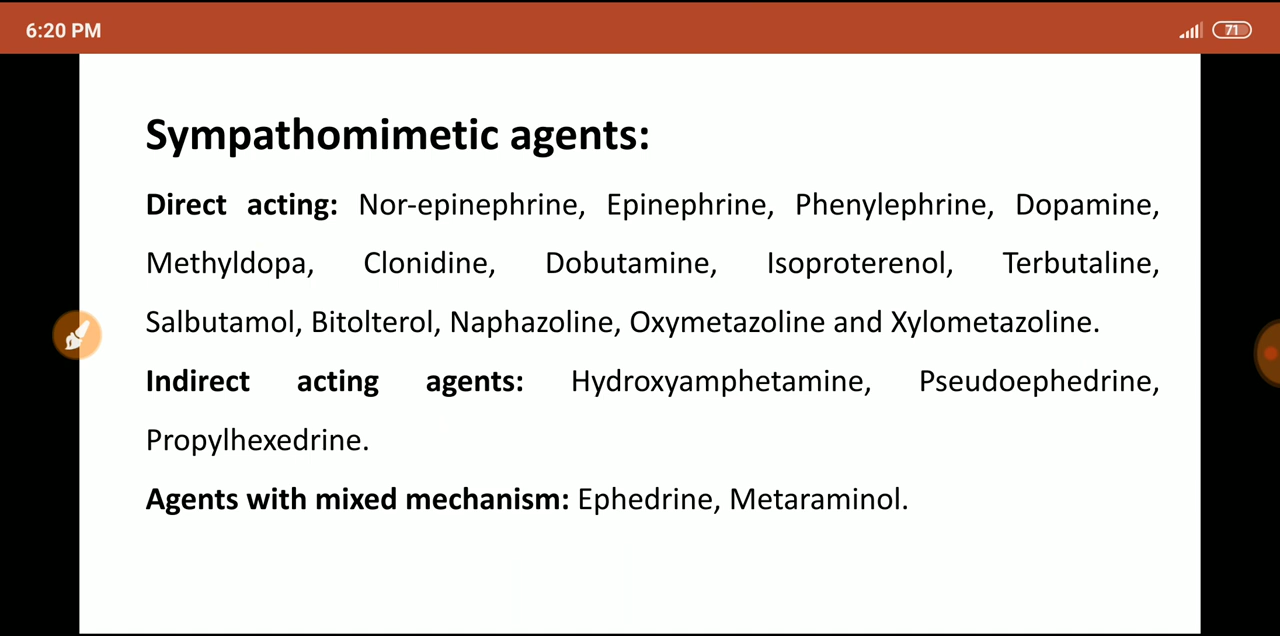 6:20 PM
71
Sympathomimetic agents:
Direct acting: Nor-epinephrine, Epinephrine, Phenylephrine, Dopamine,
Methyldopa, Clonidine, Dobutamine, Isoproterenol, Terbutaline,
Salbutamol, Bitolterol, Naphazoline, Oxymetazoline and Xylometazoline.
Indirect acting agents: Hydroxyamphetamine, Pseudoephedrine,
Propylhexedrine.
Agents with mixed mechanism: Ephedrine, Metaraminol.